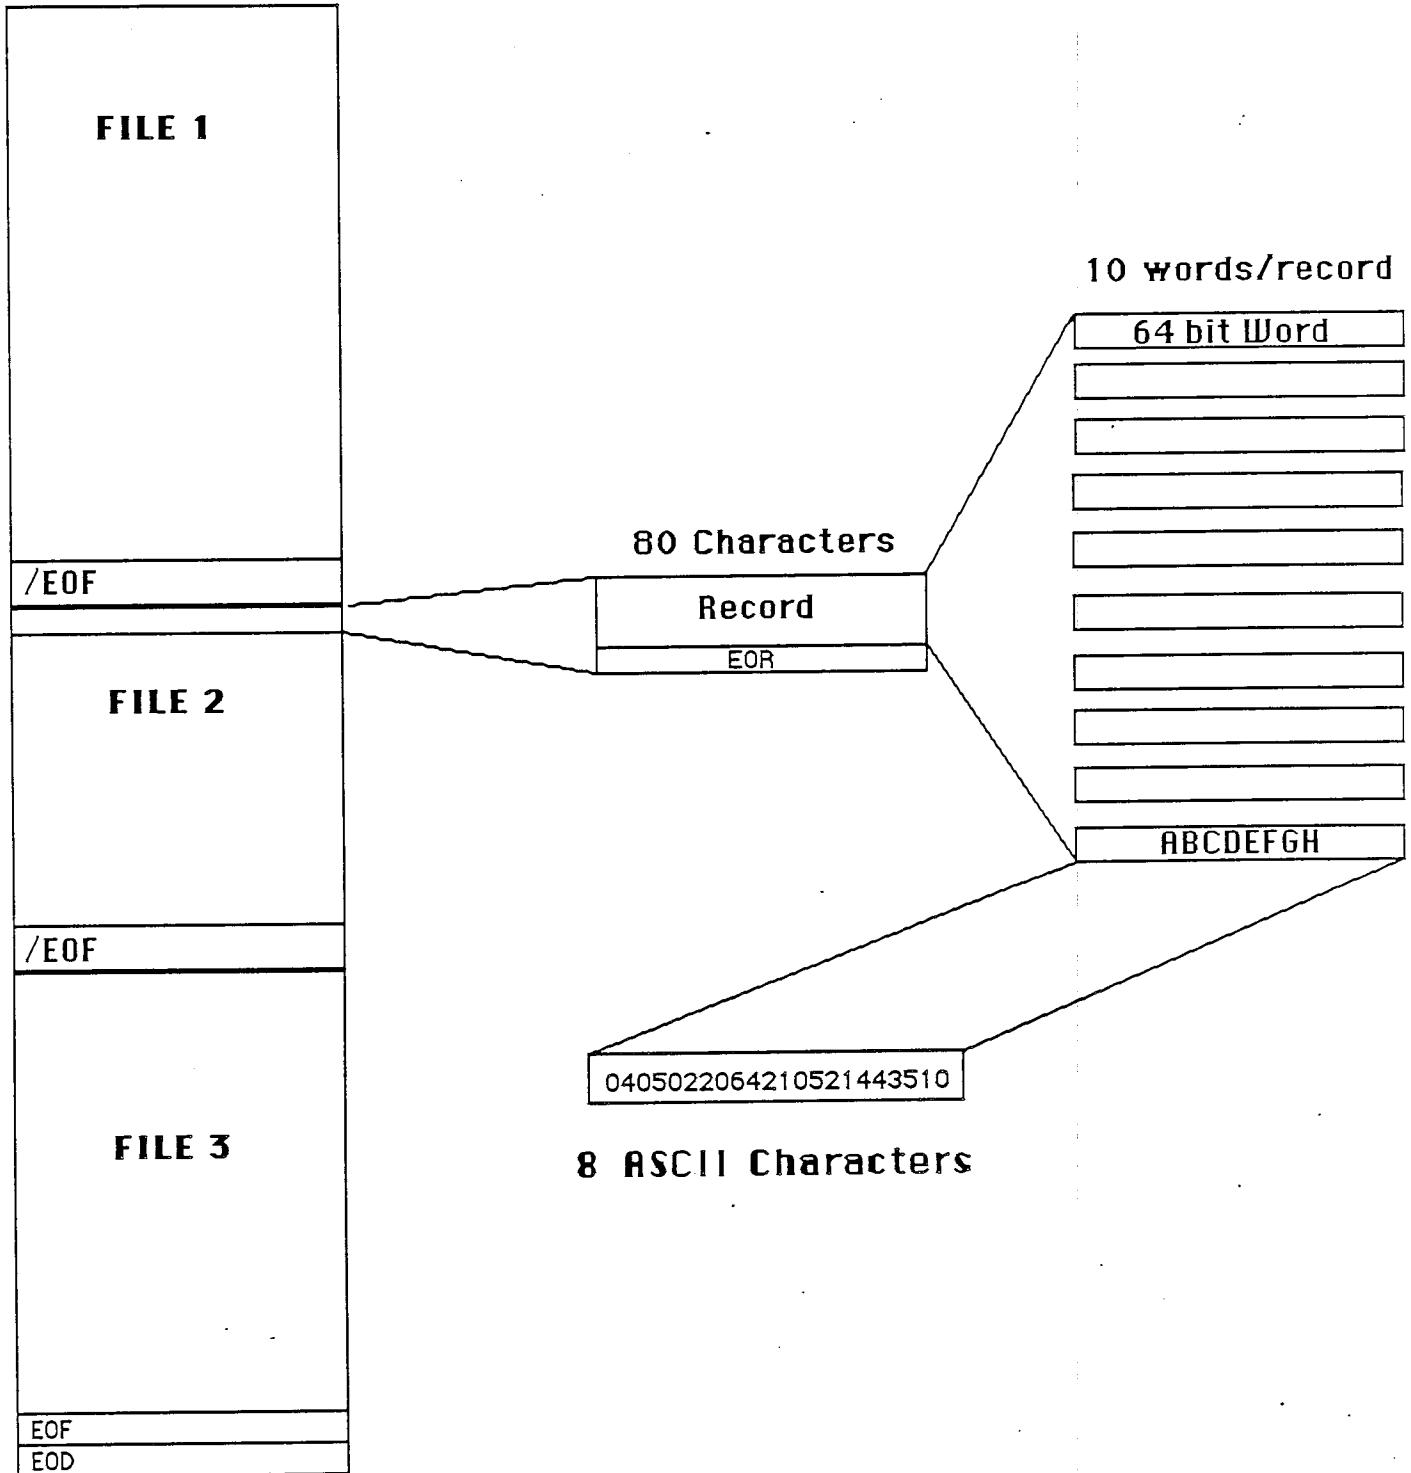 FILE 1
/EOF
FILE 2
/EOF
FILE 3
EOF
EOD
80 Characters
Record
EOR
10 words/record
64 bit Word
ABCDEFGH
0405022064210521443510
8 ASCII Characters